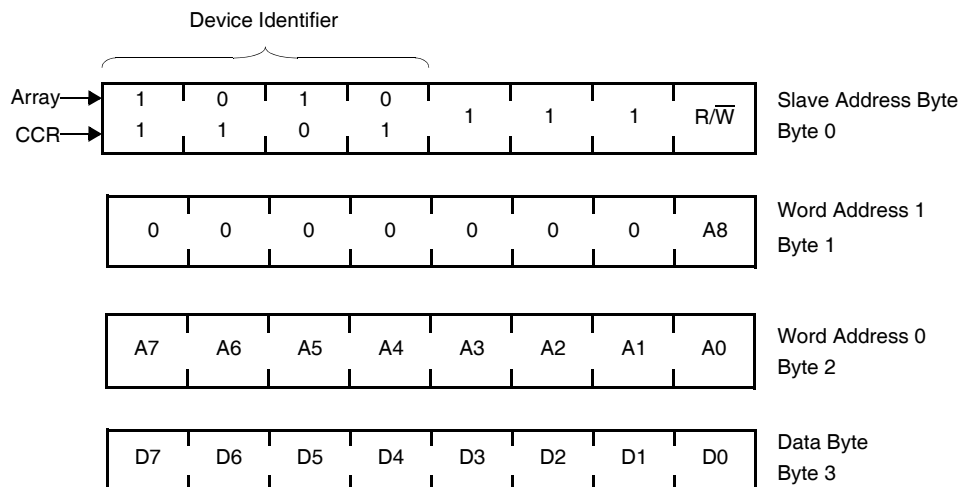 Device Identifier
Array 1 0 1 0
CCR 1 1 0 1
1 1 1 R/W̅
Slave Address Byte
Byte 0
0 0 0 0 0 0 0 A8
Word Address 1
Byte 1
A7 A6 A5 A4 A3 A2 A1 A0
Word Address 0
Byte 2
D7 D6 D5 D4 D3 D2 D1 D0
Data Byte
Byte 3